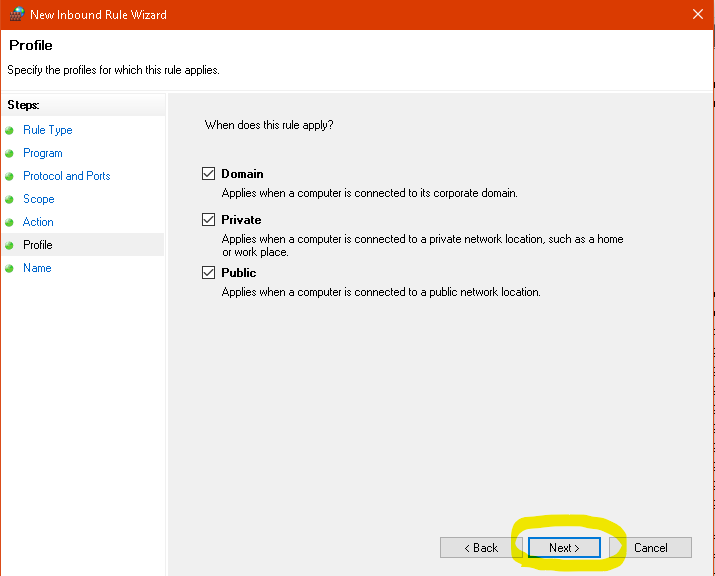 New Inbound Rule Wizard
Profile
Specify the profiles for which this rule applies.
Steps:
Rule Type
Program
Protocol and Ports
Scope
Action
Profile
Name
When does this rule apply?
Domain
Applies when a computer is connected to its corporate domain.
Private
Applies when a computer is connected to a private network location, such as a home
or work place.
Public
Applies when a computer is connected to a public network location.
< Back
Next >
Cancel